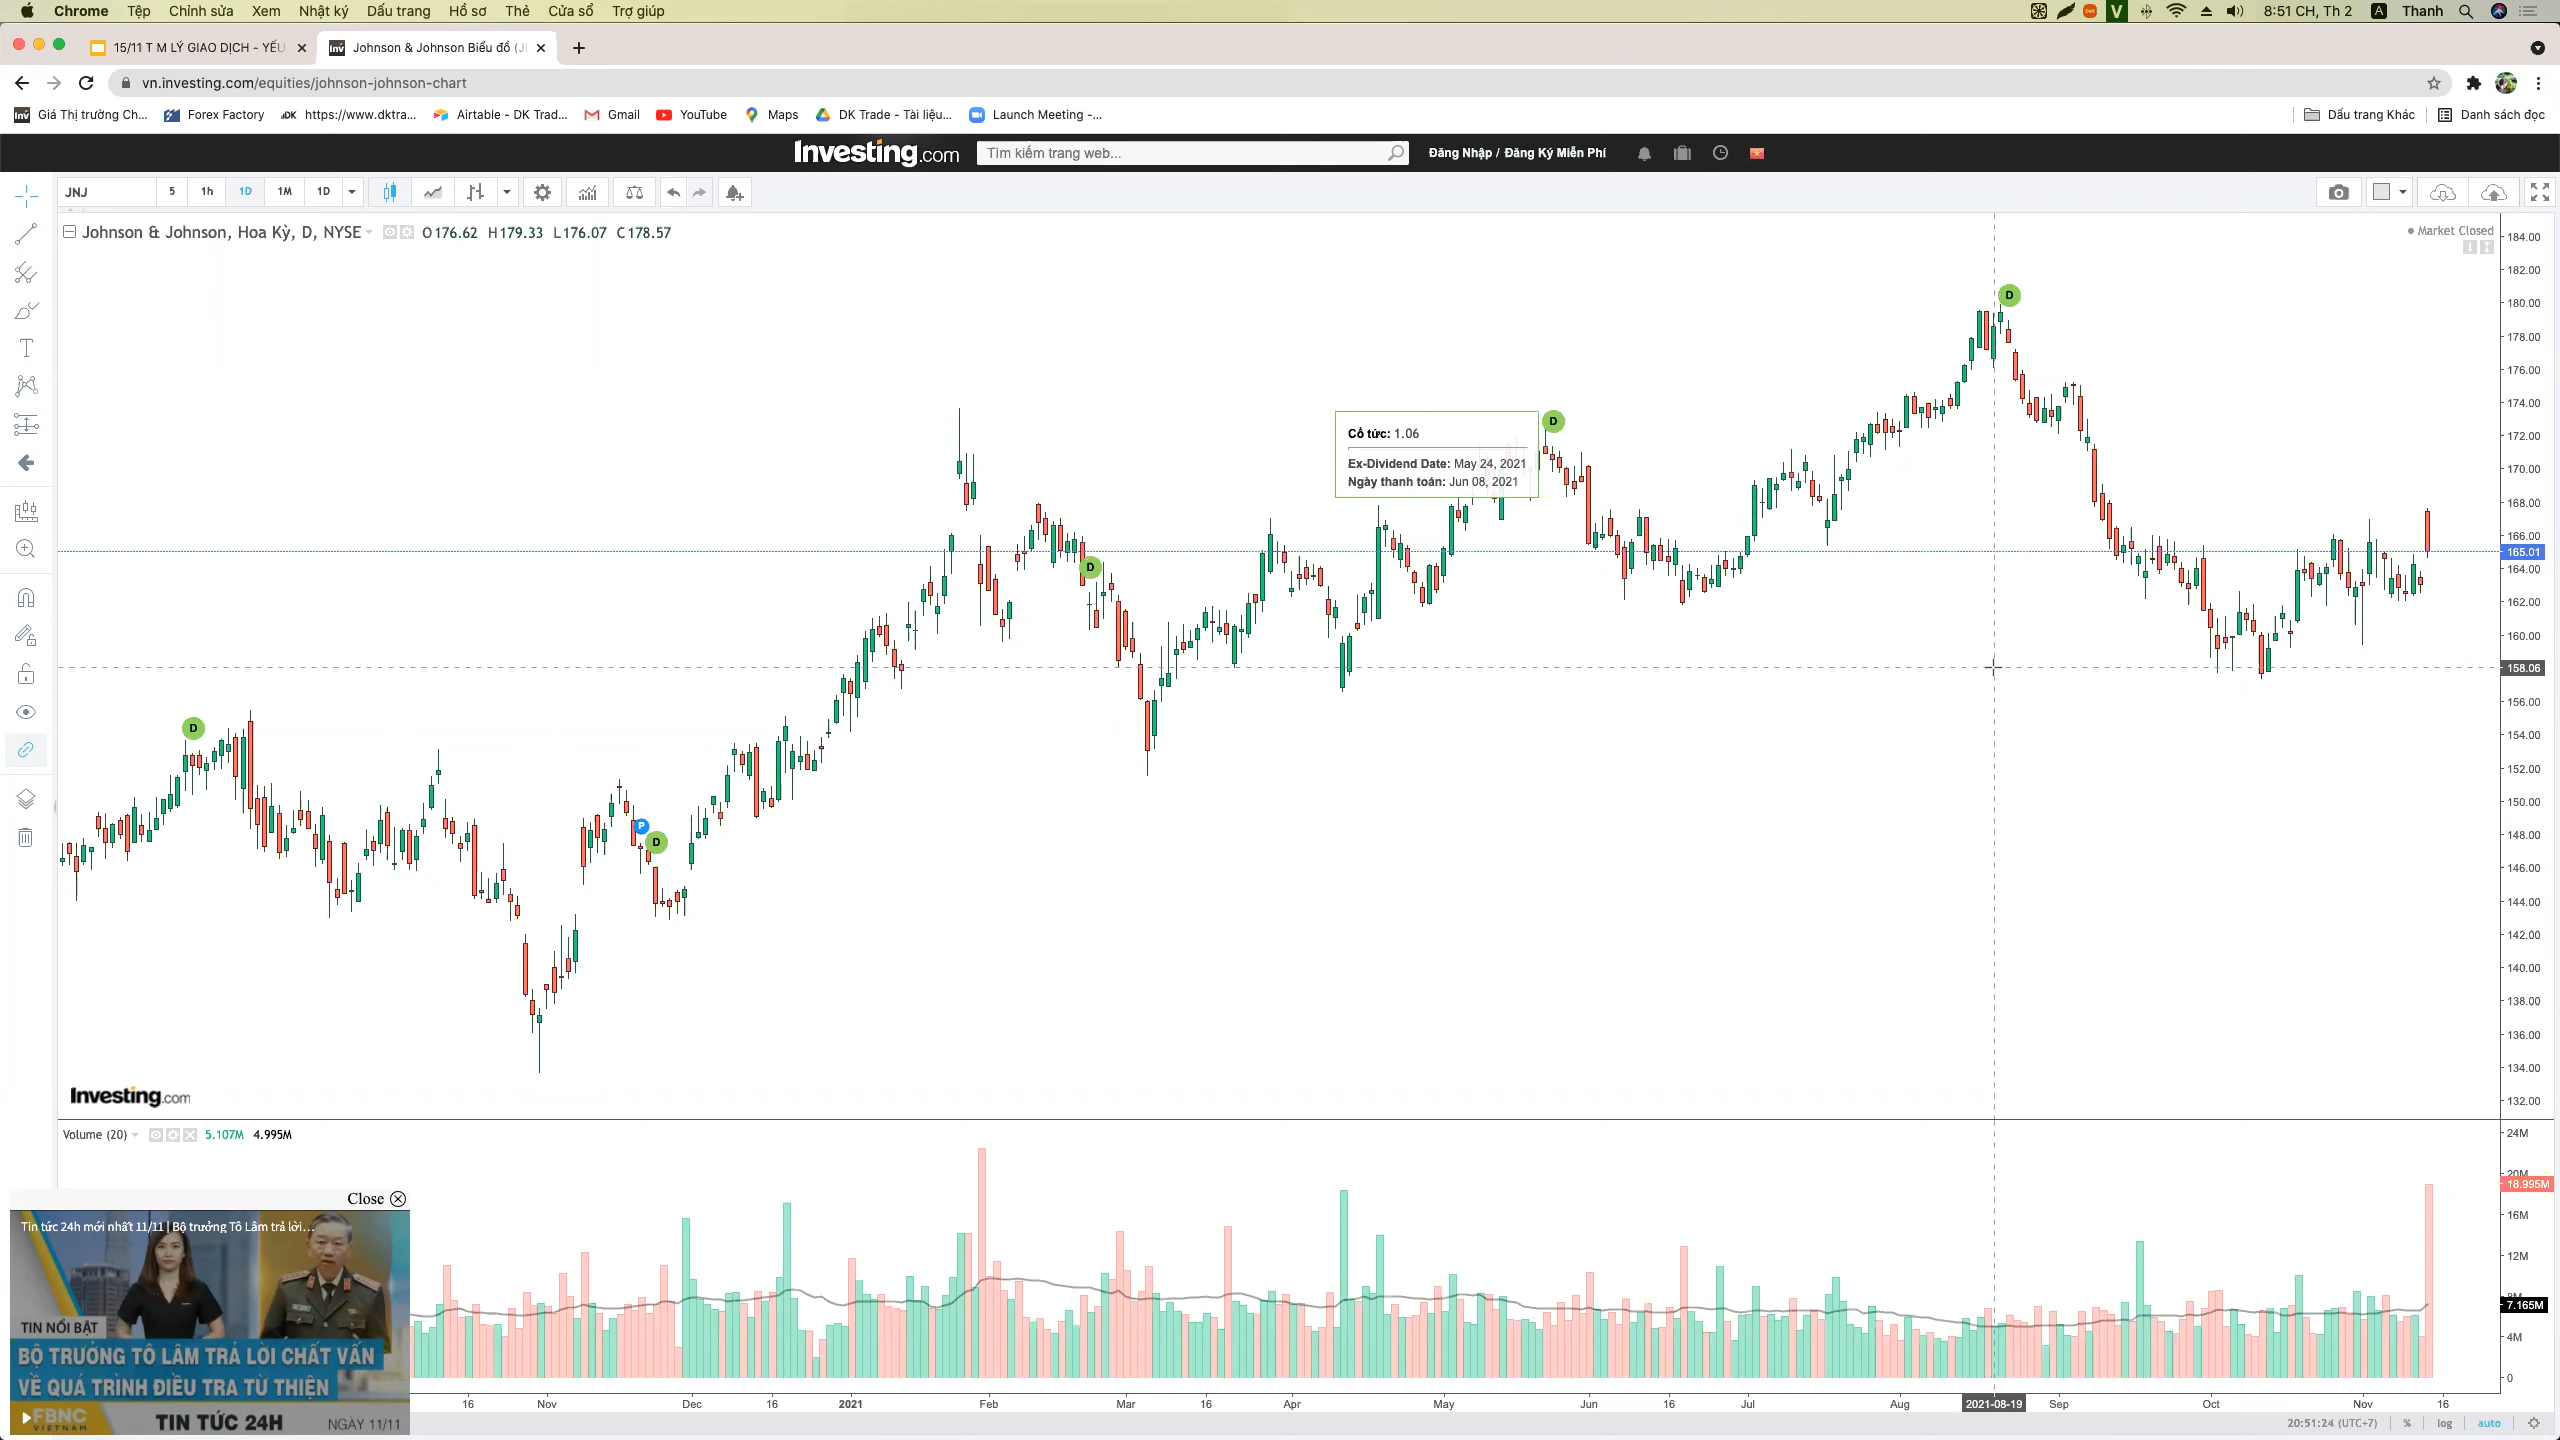 Chrome Tệp Chỉnh sửa Xem Nhật ký Dấu trang Hồ sơ Thẻ Cửa sổ Trợ giúp 8:51 CH, Th 2 A Thanh
15/11 T M LÝ GIAO DỊCH - YẾU Johnson & Johnson Biểu đồ (J
vn.investing.com/equities/johnson-johnson-chart
Giá Thị trường Ch... Forex Factory https://www.dktra... Airtable - DK Trad... Gmail YouTube Maps DK Trade - Tài liệu... Launch Meeting -... Dấu trang Khác Danh sách đọc
Investing.com Tìm kiếm trang web... Đăng Nhập / Đăng Ký Miễn Phí
JNJ 5 1h 1D 1M 1D
Johnson & Johnson, Hoa Kỳ, D, NYSE O176.62 H179.33 L176.07 C178.57
Market Closed
184.00
182.00
180.00
178.00
176.00
174.00
172.00
170.00
168.00
166.00
165.01
164.00
162.00
160.00
158.06
156.00
154.00
152.00
150.00
148.00
146.00
144.00
142.00
140.00
138.00
136.00
134.00
132.00
D
D
Cổ tức: 1.06
Ex-Dividend Date: May 24, 2021
Ngày thanh toán: Jun 08, 2021
D
D
P
D
Investing.com
Volume (20) 5.107M 4.995M
24M
20M
18.995M
16M
12M
8M
7.165M
4M
0
Close
Tin tức 24h mới nhất 11/11 | Bộ trưởng Tô Lâm trả lời...
TIN NỔI BẬT
BỘ TRƯỞNG TÔ LÂM TRẢ LỜI CHẤT VẤN
VỀ QUÁ TRÌNH ĐIỀU TRA TỪ THIỆN
FBNC
VIETNAM
TIN TỨC 24H NGÀY 11/11
16 Nov Dec 16 2021 Feb Mar 16 Apr May Jun 16 Jul Aug 2021-08-19 Sep Oct Nov 16
20:51:24 (UTC+7) % log auto